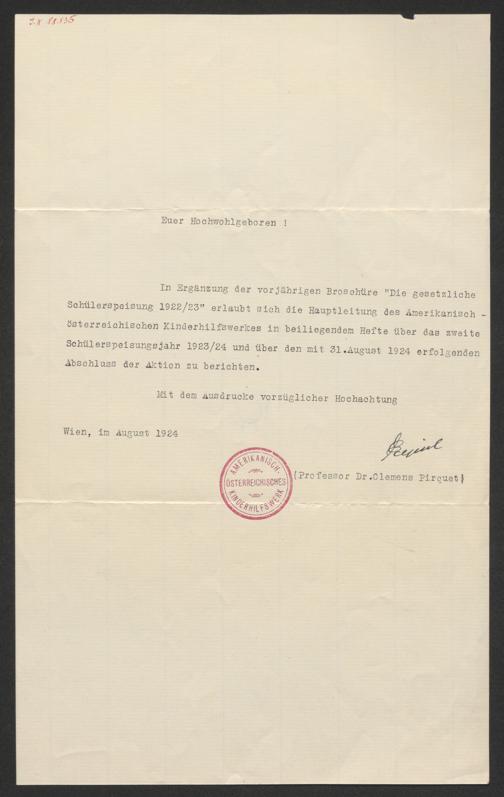 Euer Hochwohlgeboren !
In Ergänzung der vorjährigen Broschüre "Die gesetzliche
Schülerspeisung 1922/23" erlaubt sich die Hauptleitung des Amerikanisch -
österreichischen Kinderhilfswerkes in beiliegendem Hefte über das zweite
Schülerspeisungsjahr 1923/24 und über den mit 31.August 1924 erfolgenden
Abschluss der Aktion zu berichten.
Mit dem Ausdrucke vorzüglicher Hochachtung
Wien, im August 1924
AMERIKANISCH-
ÖSTERREICHISCHES
KINDERHILFSWERK
(Professor Dr.Clemens Pirquet)